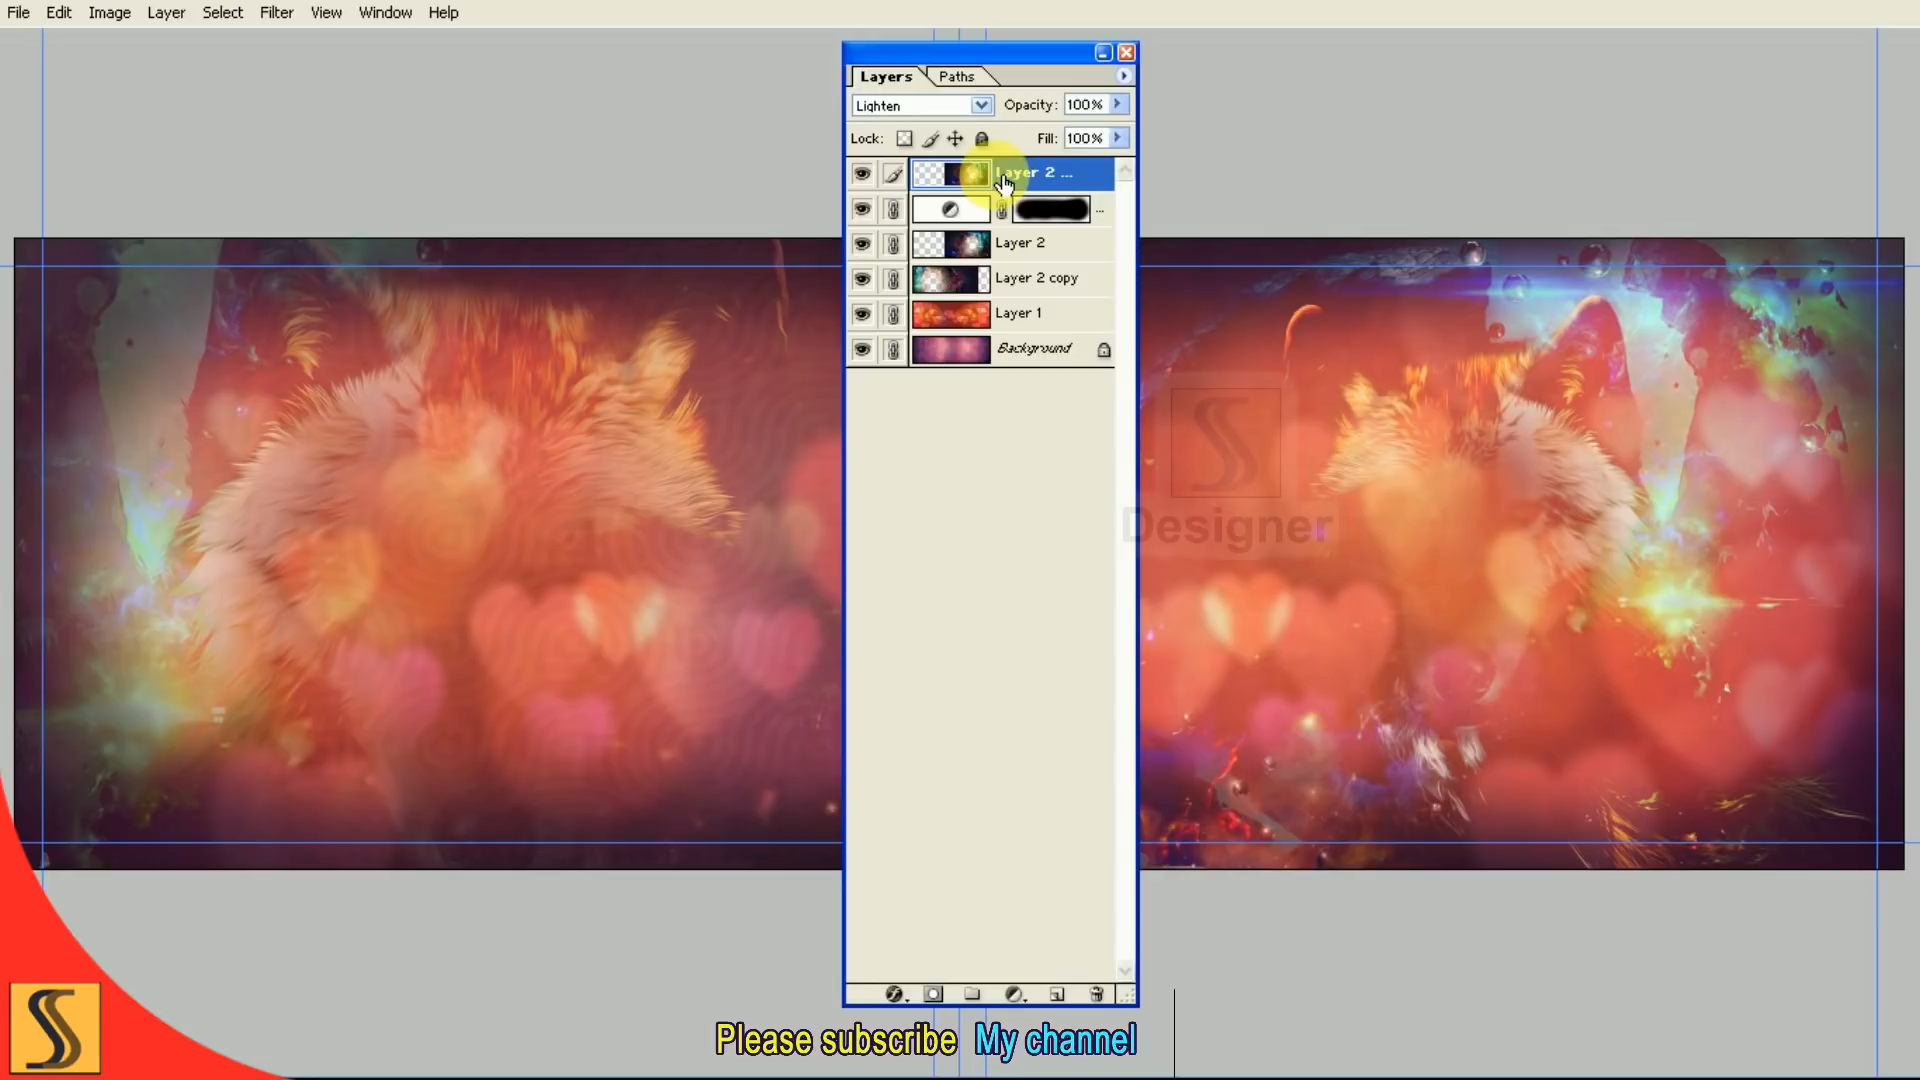 File Edit Image Layer Select Filter View Window Help
Layers Paths
Lighten Opacity: 100%
Lock: Fill: 100%
Layer 2 ...
...
Layer 2
Layer 2 copy
Layer 1
Background
Designer
Please subscribe My channel